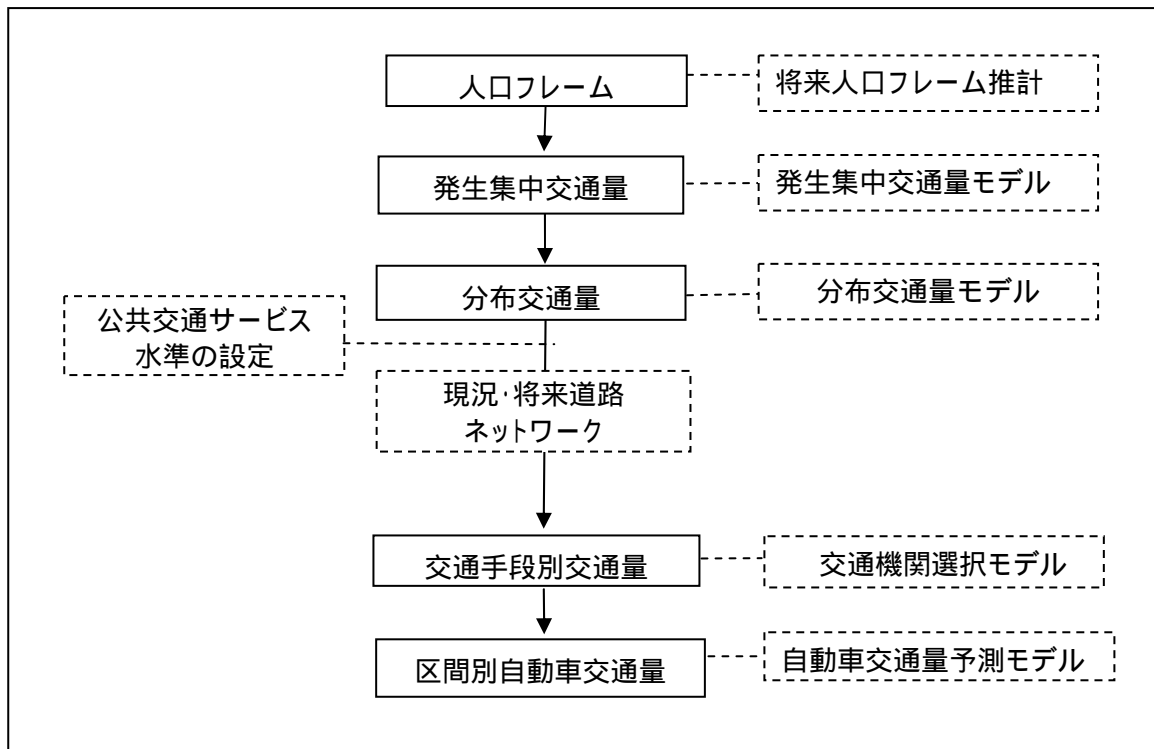 人口フレーム
将来人口フレーム推計
発生集中交通量
発生集中交通量モデル
分布交通量
分布交通量モデル
公共交通サービス
水準の設定
現況・将来道路
ネットワーク
交通手段別交通量
交通機関選択モデル
区間別自動車交通量
自動車交通量予測モデル